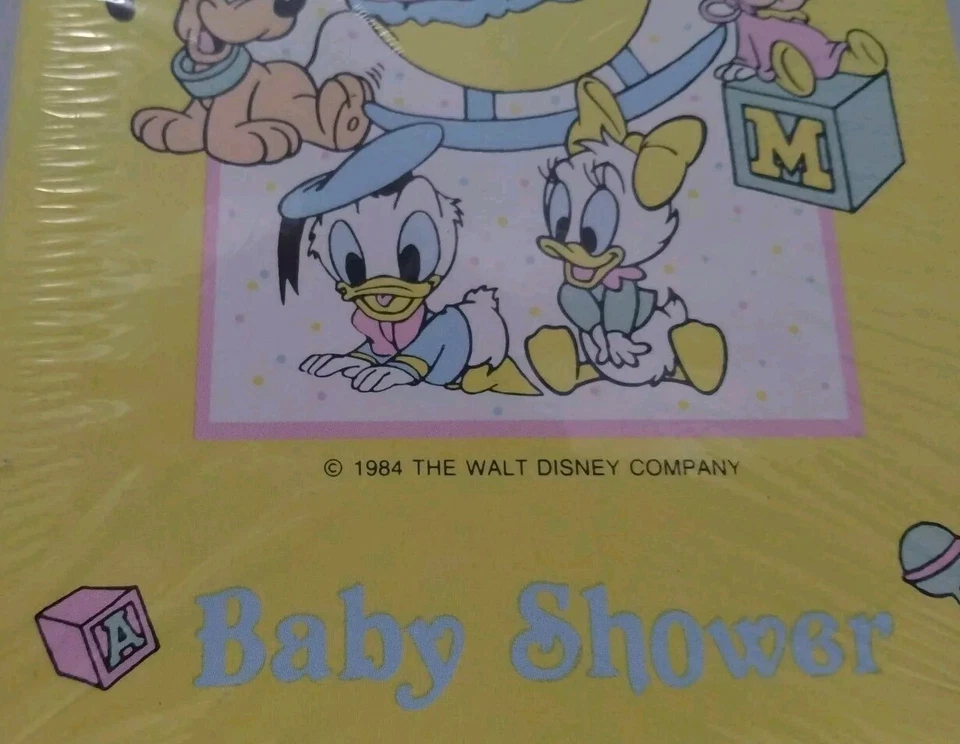 M
© 1984 THE WALT DISNEY COMPANY
A
Baby Shower